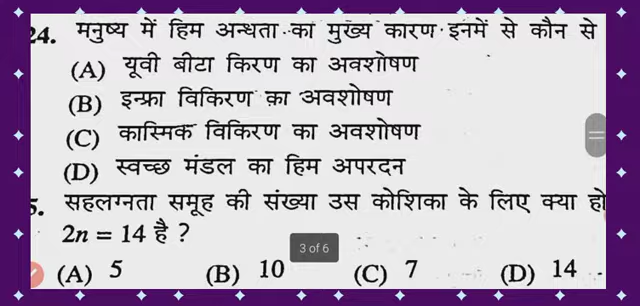 24. मनुष्य में हिम अन्धता का मुख्य कारण इनमें से कौन से
(A) यूवी बीटा किरण का अवशोषण
(B) इन्फ्रा विकिरण का अवशोषण
(C) कास्मिक विकिरण का अवशोषण
(D) स्वच्छ मंडल का हिम अपरदन
5. सहलग्नता समूह की संख्या उस कोशिका के लिए क्या हो
2n = 14 है ?
3 of 6
(A) 5 (B) 10 (C) 7 (D) 14